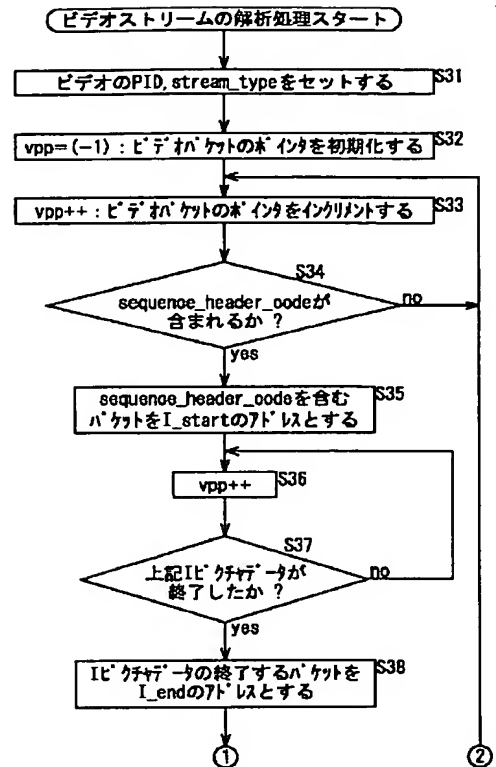 ビデオストリームの解析処理スタート
ビデオのPID,stream_typeをセットする
S31
vpp=(-1) : ビデオパケットのポインタを初期化する
S32
vpp++ : ビデオパケットのポインタをインクリメントする
S33
S34
sequence_header_codeが
含まれるか ?
no
yes
sequence_header_codeを含む
パケットをI_startのアドレスとする
S35
vpp++
S36
S37
上記Iピクチャデータが
終了したか ?
no
yes
Iピクチャデータの終了するパケットを
I_endのアドレスとする
S38
①
②